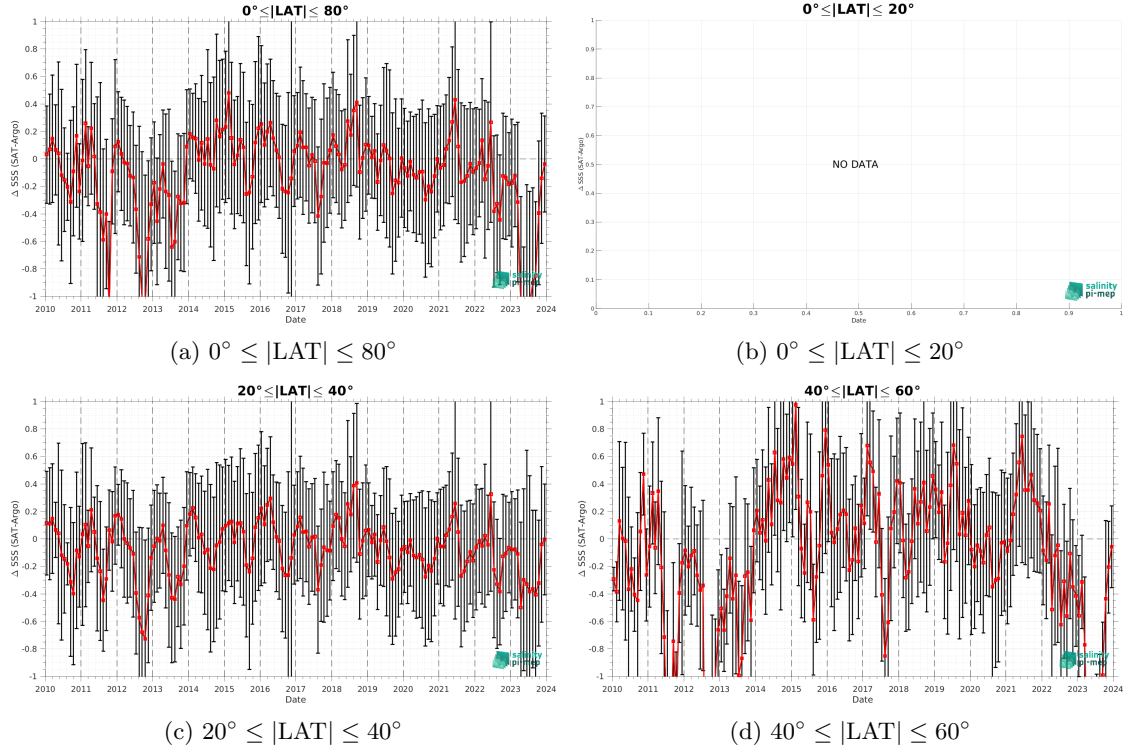 0°≤|LAT|≤ 80°
Δ SSS (SAT-Argo)
1
0.8
0.6
0.4
0.2
0
-0.2
-0.4
-0.6
-0.8
-1
2010 2011 2012 2013 2014 2015 2016 2017 2018 2019 2020 2021 2022 2023 2024
Date
salinity
pi-mep
(a) 0° ≤ |LAT| ≤ 80°
0°≤|LAT|≤ 20°
Δ SSS (SAT-Argo)
1
0.9
0.8
0.7
0.6
0.5
0.4
0.3
0.2
0.1
0
NO DATA
0 0.1 0.2 0.3 0.4 0.5 0.6 0.7 0.8 0.9 1
Date
salinity
pi-mep
(b) 0° ≤ |LAT| ≤ 20°
20°≤|LAT|≤ 40°
Δ SSS (SAT-Argo)
1
0.8
0.6
0.4
0.2
0
-0.2
-0.4
-0.6
-0.8
-1
2010 2011 2012 2013 2014 2015 2016 2017 2018 2019 2020 2021 2022 2023 2024
Date
salinity
pi-mep
(c) 20° ≤ |LAT| ≤ 40°
40°≤|LAT|≤ 60°
Δ SSS (SAT-Argo)
1
0.8
0.6
0.4
0.2
0
-0.2
-0.4
-0.6
-0.8
-1
2010 2011 2012 2013 2014 2015 2016 2017 2018 2019 2020 2021 2022 2023 2024
Date
salinity
pi-mep
(d) 40° ≤ |LAT| ≤ 60°